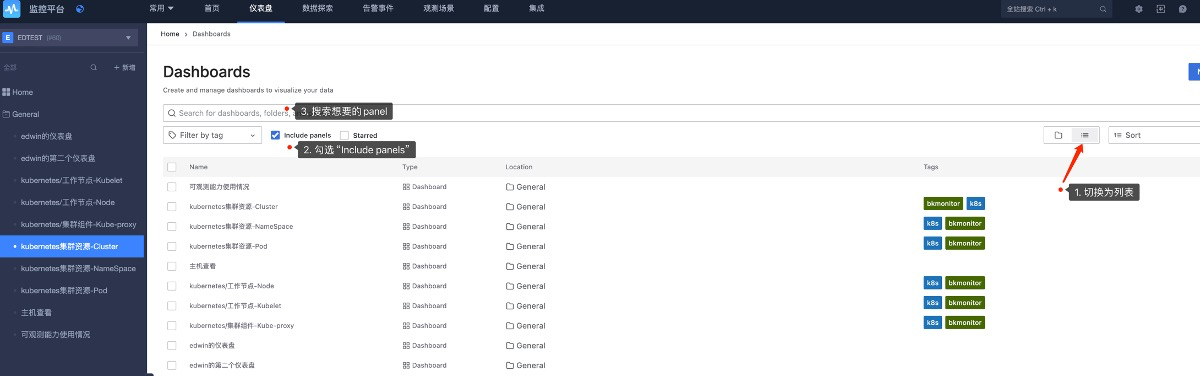 监控平台
常用 首页 仪表盘 数据探索 告警事件 观测场景 配置 集成
全站搜索 Ctrl + k
E EDTEST (#60)
Home › Dashboards
全部 + 新增
Home
General
edwin的仪表盘
edwin的第二个仪表盘
kubernetes/工作节点-Kubelet
kubernetes/工作节点-Node
kubernetes/集群组件-Kube-proxy
kubernetes集群资源-Cluster
kubernetes集群资源-NameSpace
kubernetes集群资源-Pod
主机查看
可观测能力使用情况
Dashboards
Create and manage dashboards to visualize your data
Search for dashboards, folders,
3. 搜索想要的 panel
Filter by tag Include panels Starred
Sort
2. 勾选 “Include panels”
1. 切换为列表
Name Type Location Tags
可观测能力使用情况 Dashboard General
kubernetes集群资源-Cluster Dashboard General bkmonitor k8s
kubernetes集群资源-NameSpace Dashboard General k8s bkmonitor
kubernetes集群资源-Pod Dashboard General k8s bkmonitor
主机查看 Dashboard General
kubernetes/工作节点-Node Dashboard General k8s bkmonitor
kubernetes/工作节点-Kubelet Dashboard General k8s bkmonitor
kubernetes/集群组件-Kube-proxy Dashboard General k8s bkmonitor
edwin的仪表盘 Dashboard General
edwin的第二个仪表盘 Dashboard General